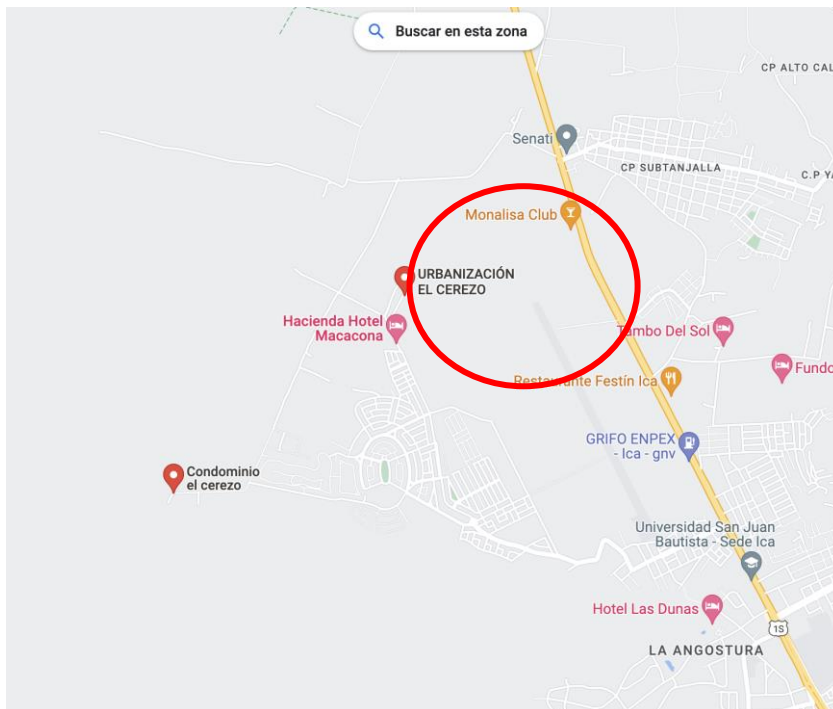 Buscar en esta zona
CP ALTO CAL
Senati
CP SUBTANJALLA
C.P YA
Monalisa Club
URBANIZACIÓN
EL CEREZO
Hacienda Hotel
Macacona
Tambo Del Sol
Fundo
Restaurante Festín Ica
GRIFO ENPEX
- Ica - gnv
Condominio
el cerezo
Universidad San Juan
Bautista - Sede Ica
Hotel Las Dunas
1S
LA ANGOSTURA